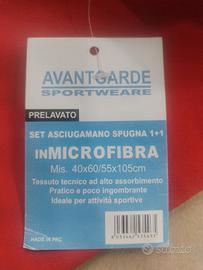 AVANTGARDE
SPORTWEARE
PRELAVATO
SET ASCIUGAMANO SPUGNA 1+1
INMICROFIBRA
Mis. 40x60/55x105cm
Tessuto tecnico ad alto assorbimento
Pratico e poco ingombrante
Ideale per attività sportive
MADE IN PRC
subito